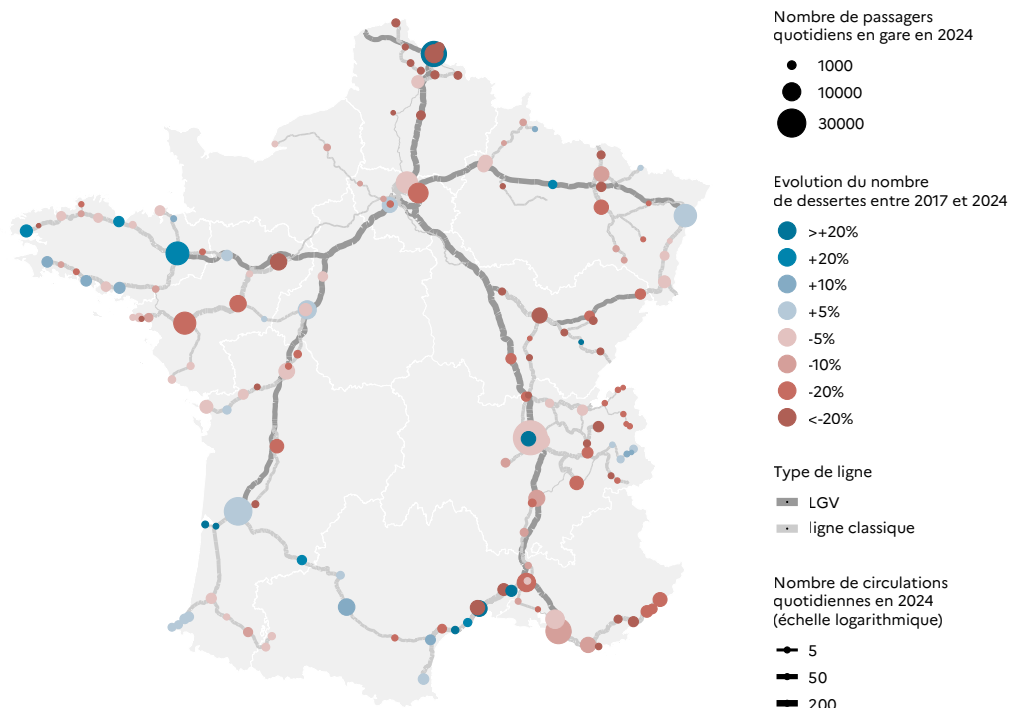 Nombre de passagers
quotidiens en gare en 2024
1000
10000
30000
Evolution du nombre
de dessertes entre 2017 et 2024
>+20%
+20%
+10%
+5%
-5%
-10%
-20%
<-20%
Type de ligne
LGV
ligne classique
Nombre de circulations
quotidiennes en 2024
(échelle logarithmique)
5
50
200